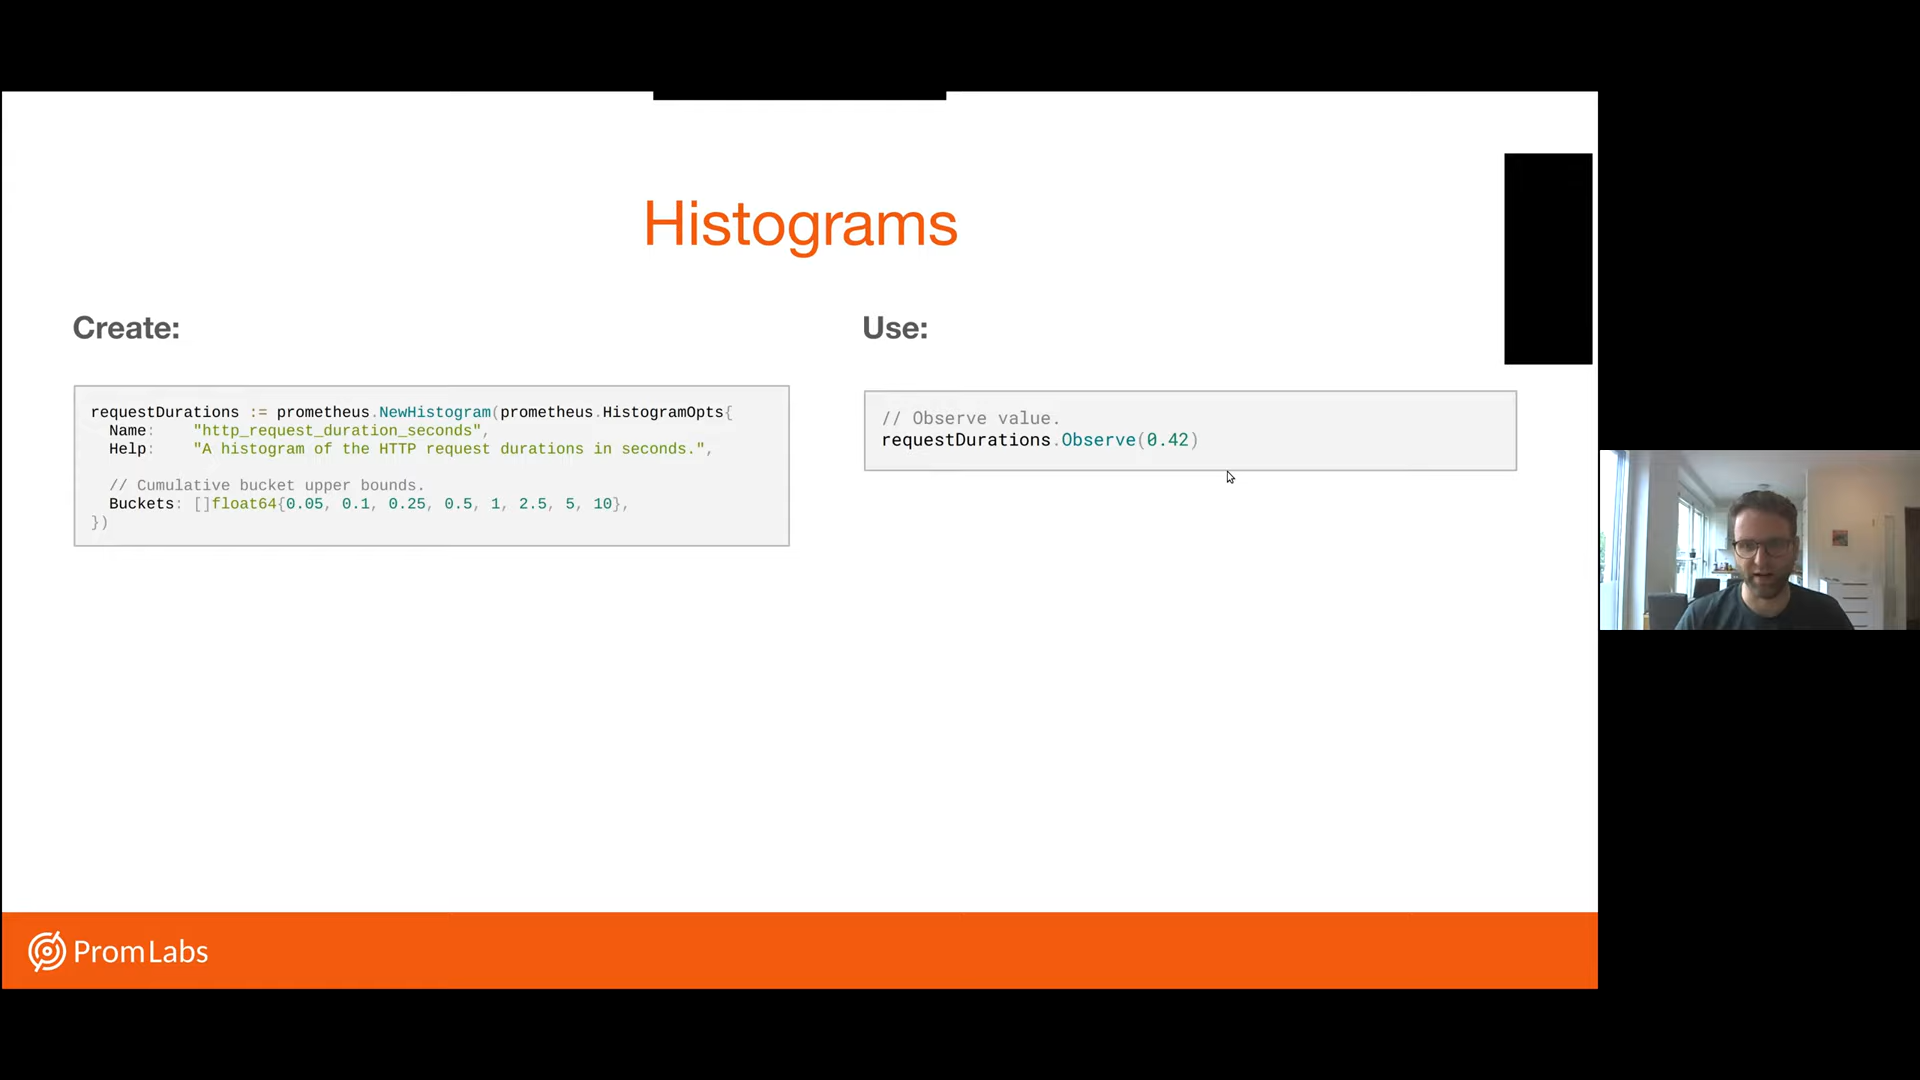 Histograms
Create:
requestDurations := prometheus.NewHistogram(prometheus.HistogramOpts{
  Name:    "http_request_duration_seconds",
  Help:    "A histogram of the HTTP request durations in seconds.",
  // Cumulative bucket upper bounds.
  Buckets: []float64{0.05, 0.1, 0.25, 0.5, 1, 2.5, 5, 10},
})
Use:
// Observe value.
requestDurations.Observe(0.42)
PromLabs